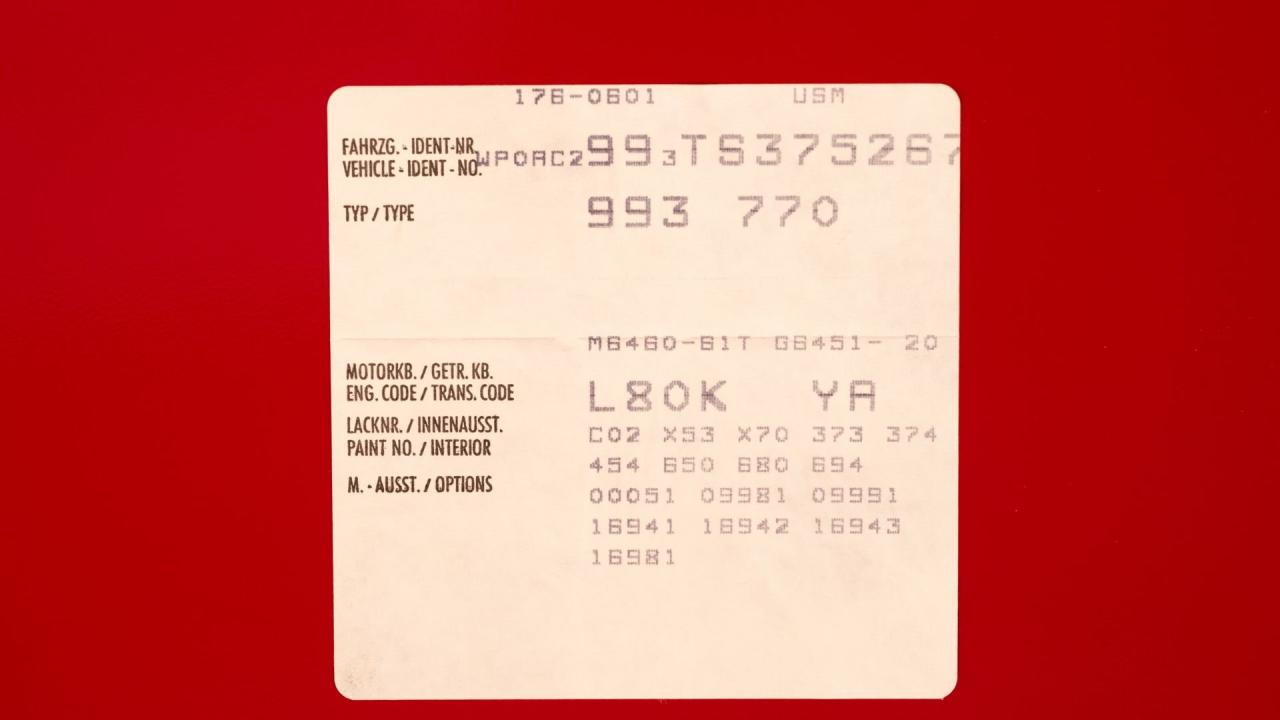 176-0601 USM
FAHRZG. - IDENT-NR.
VEHICLE - IDENT - NO. WP0AC2993TS375267
TYP / TYPE 993 770
M6460-61T G6451- 20
MOTORKB. / GETR. KB.
ENG. CODE / TRANS. CODE
L80K YA
LACKNR. / INNENAUSST.
PAINT NO. / INTERIOR
C02 X53 X70 373 374
454 650 680 694
M. - AUSST. / OPTIONS
00051 09981 09991
16941 16942 16943
16981